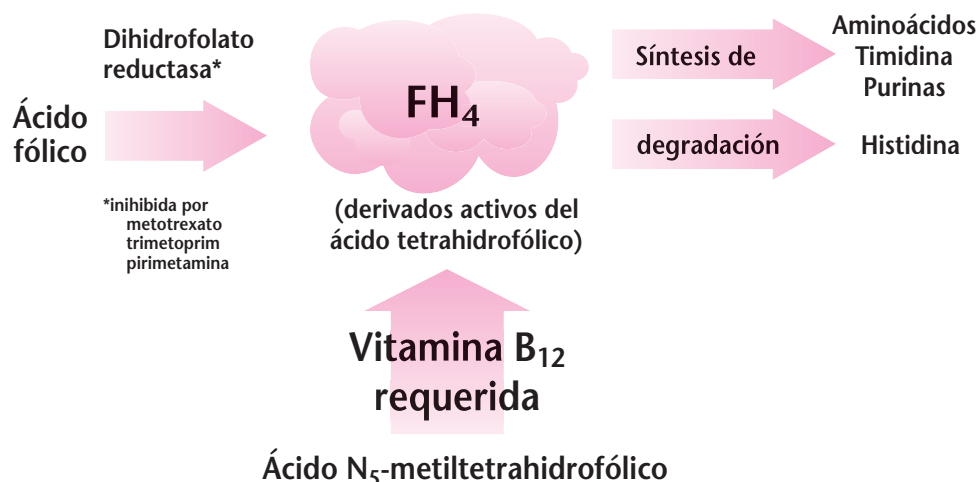 Dihidrofolato
reductasa*
Ácido
fólico
*inihibida por
metotrexato
trimetoprim
pirimetamina
FH₄
(derivados activos del
ácido tetrahidrofólico)
Síntesis de
Aminoácidos
Timidina
Purinas
degradación
Histidina
Vitamina B₁₂
requerida
Ácido N₅-metiltetrahidrofólico